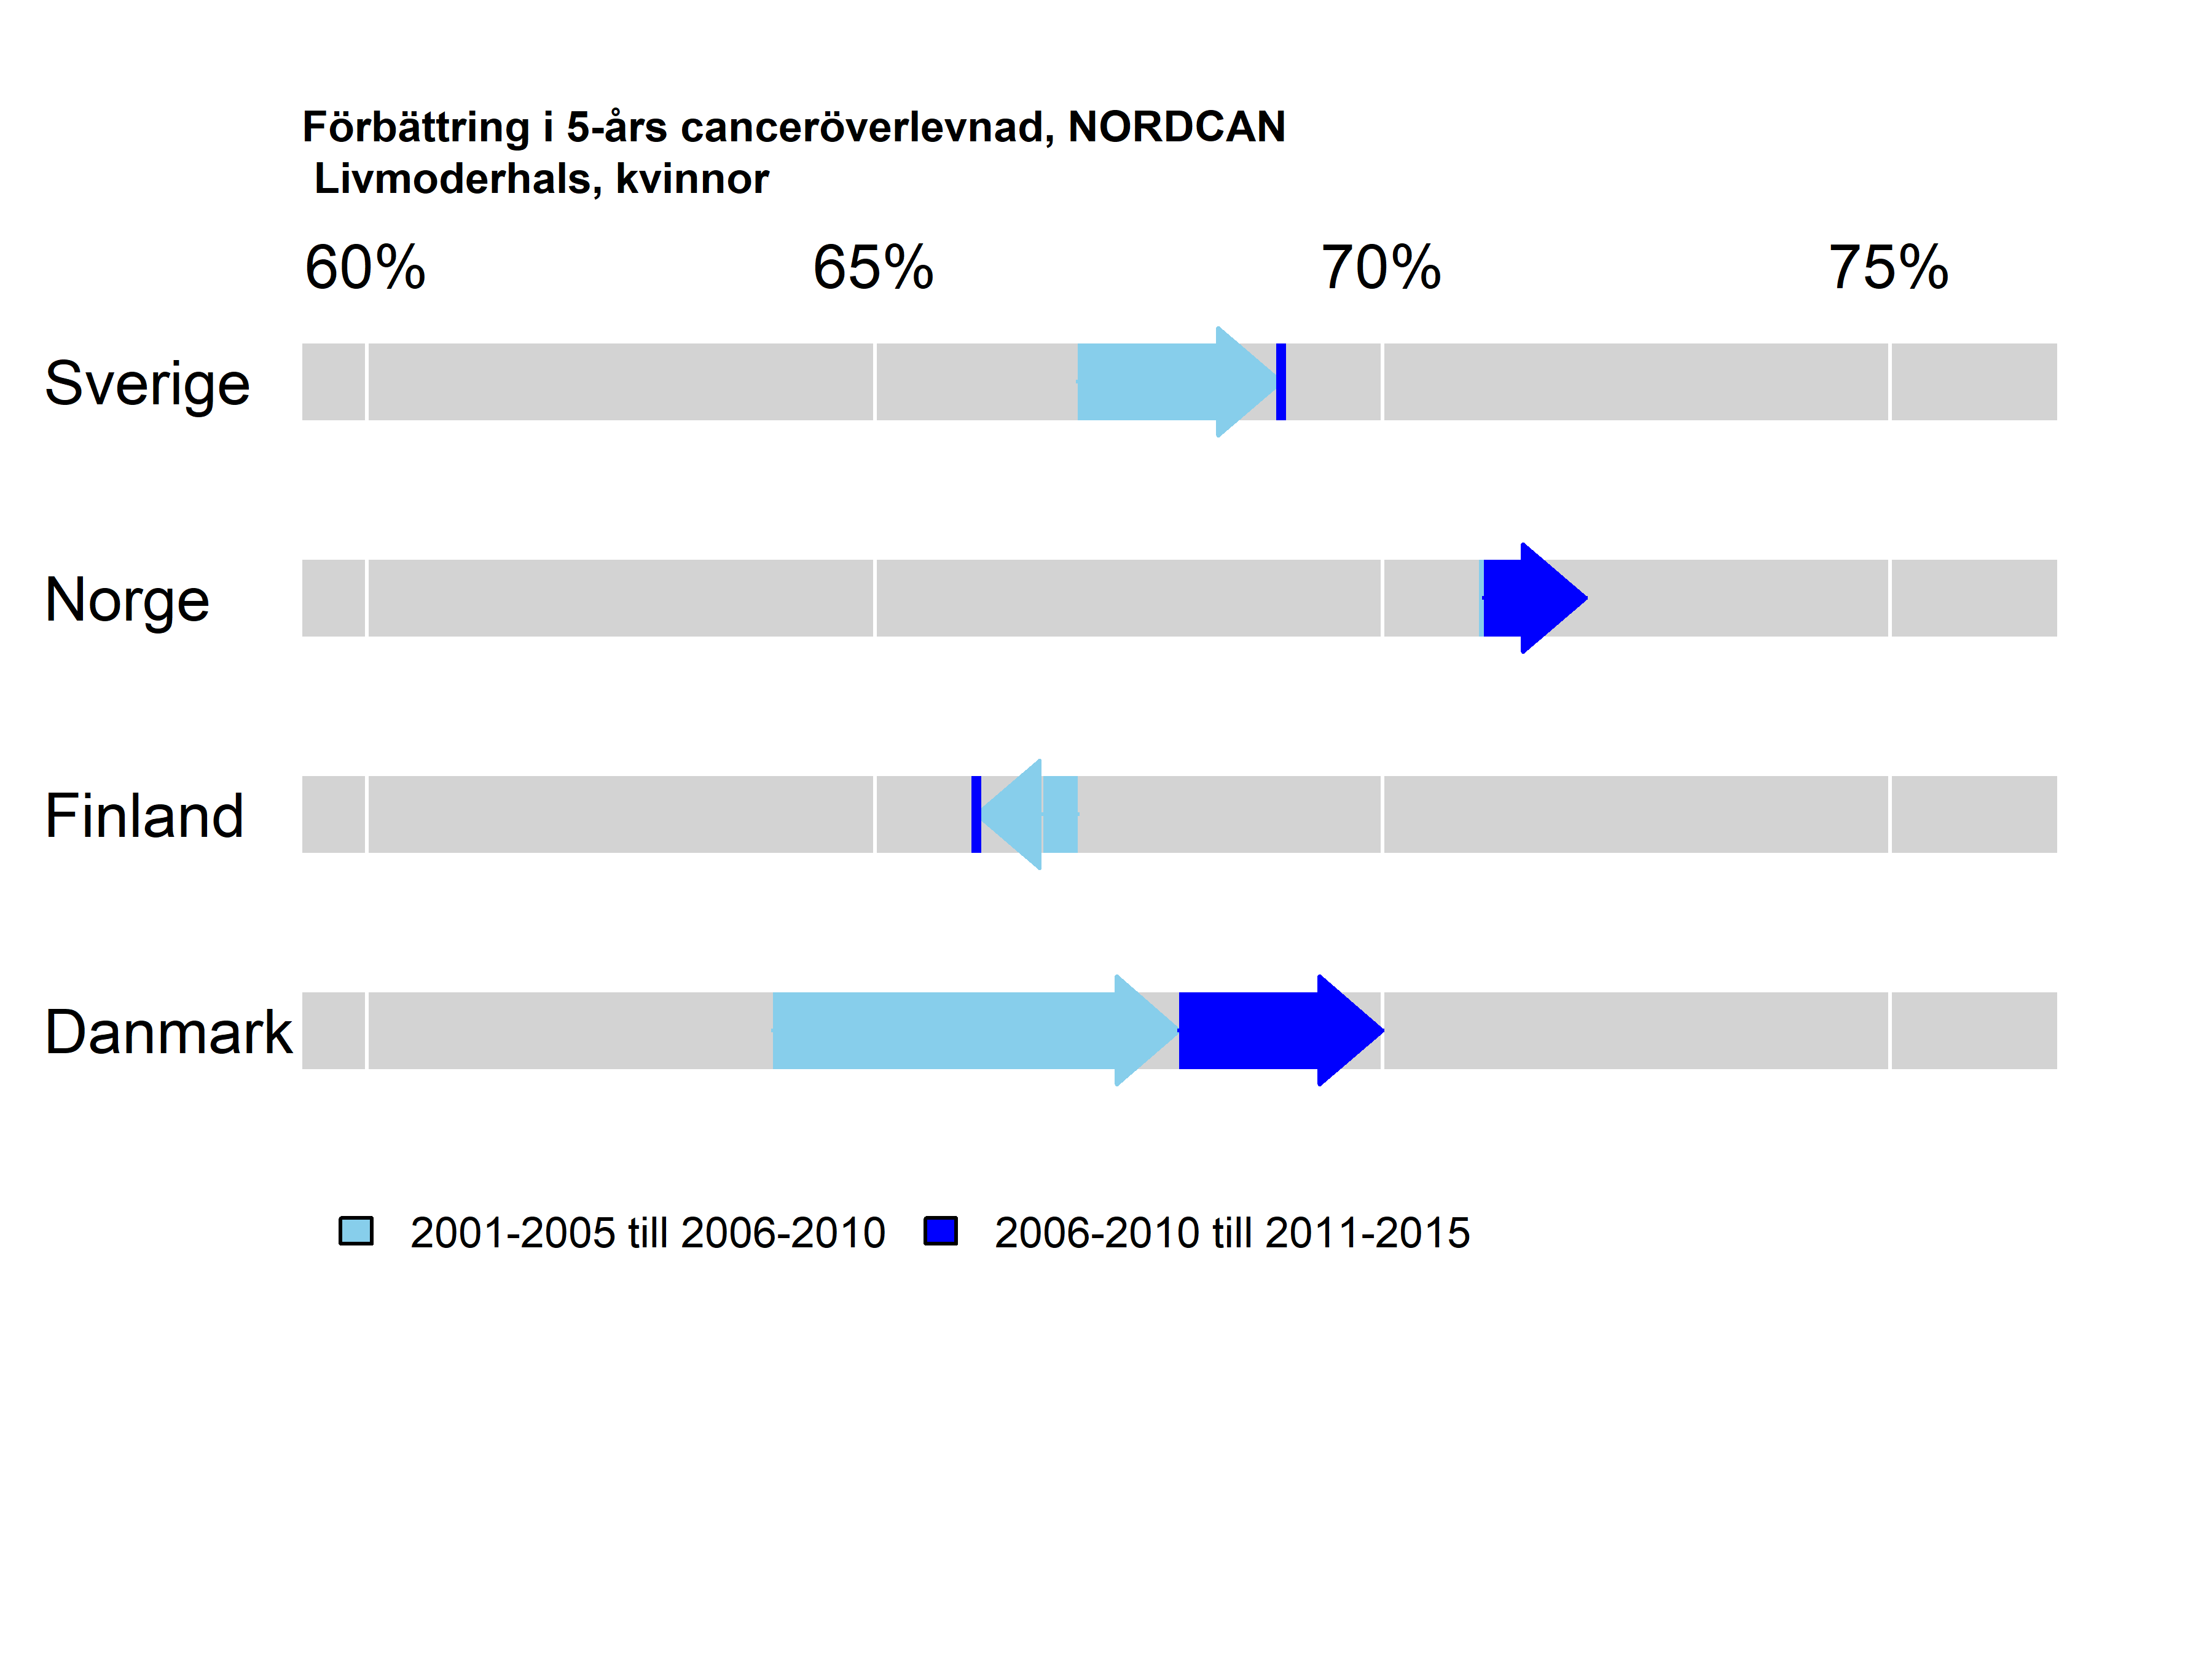 Förbättring i 5-års canceröverlevnad, NORDCAN
Livmoderhals, kvinnor
60% 65% 70% 75%
Sverige
Norge
Finland
Danmark
2001-2005 till 2006-2010 2006-2010 till 2011-2015